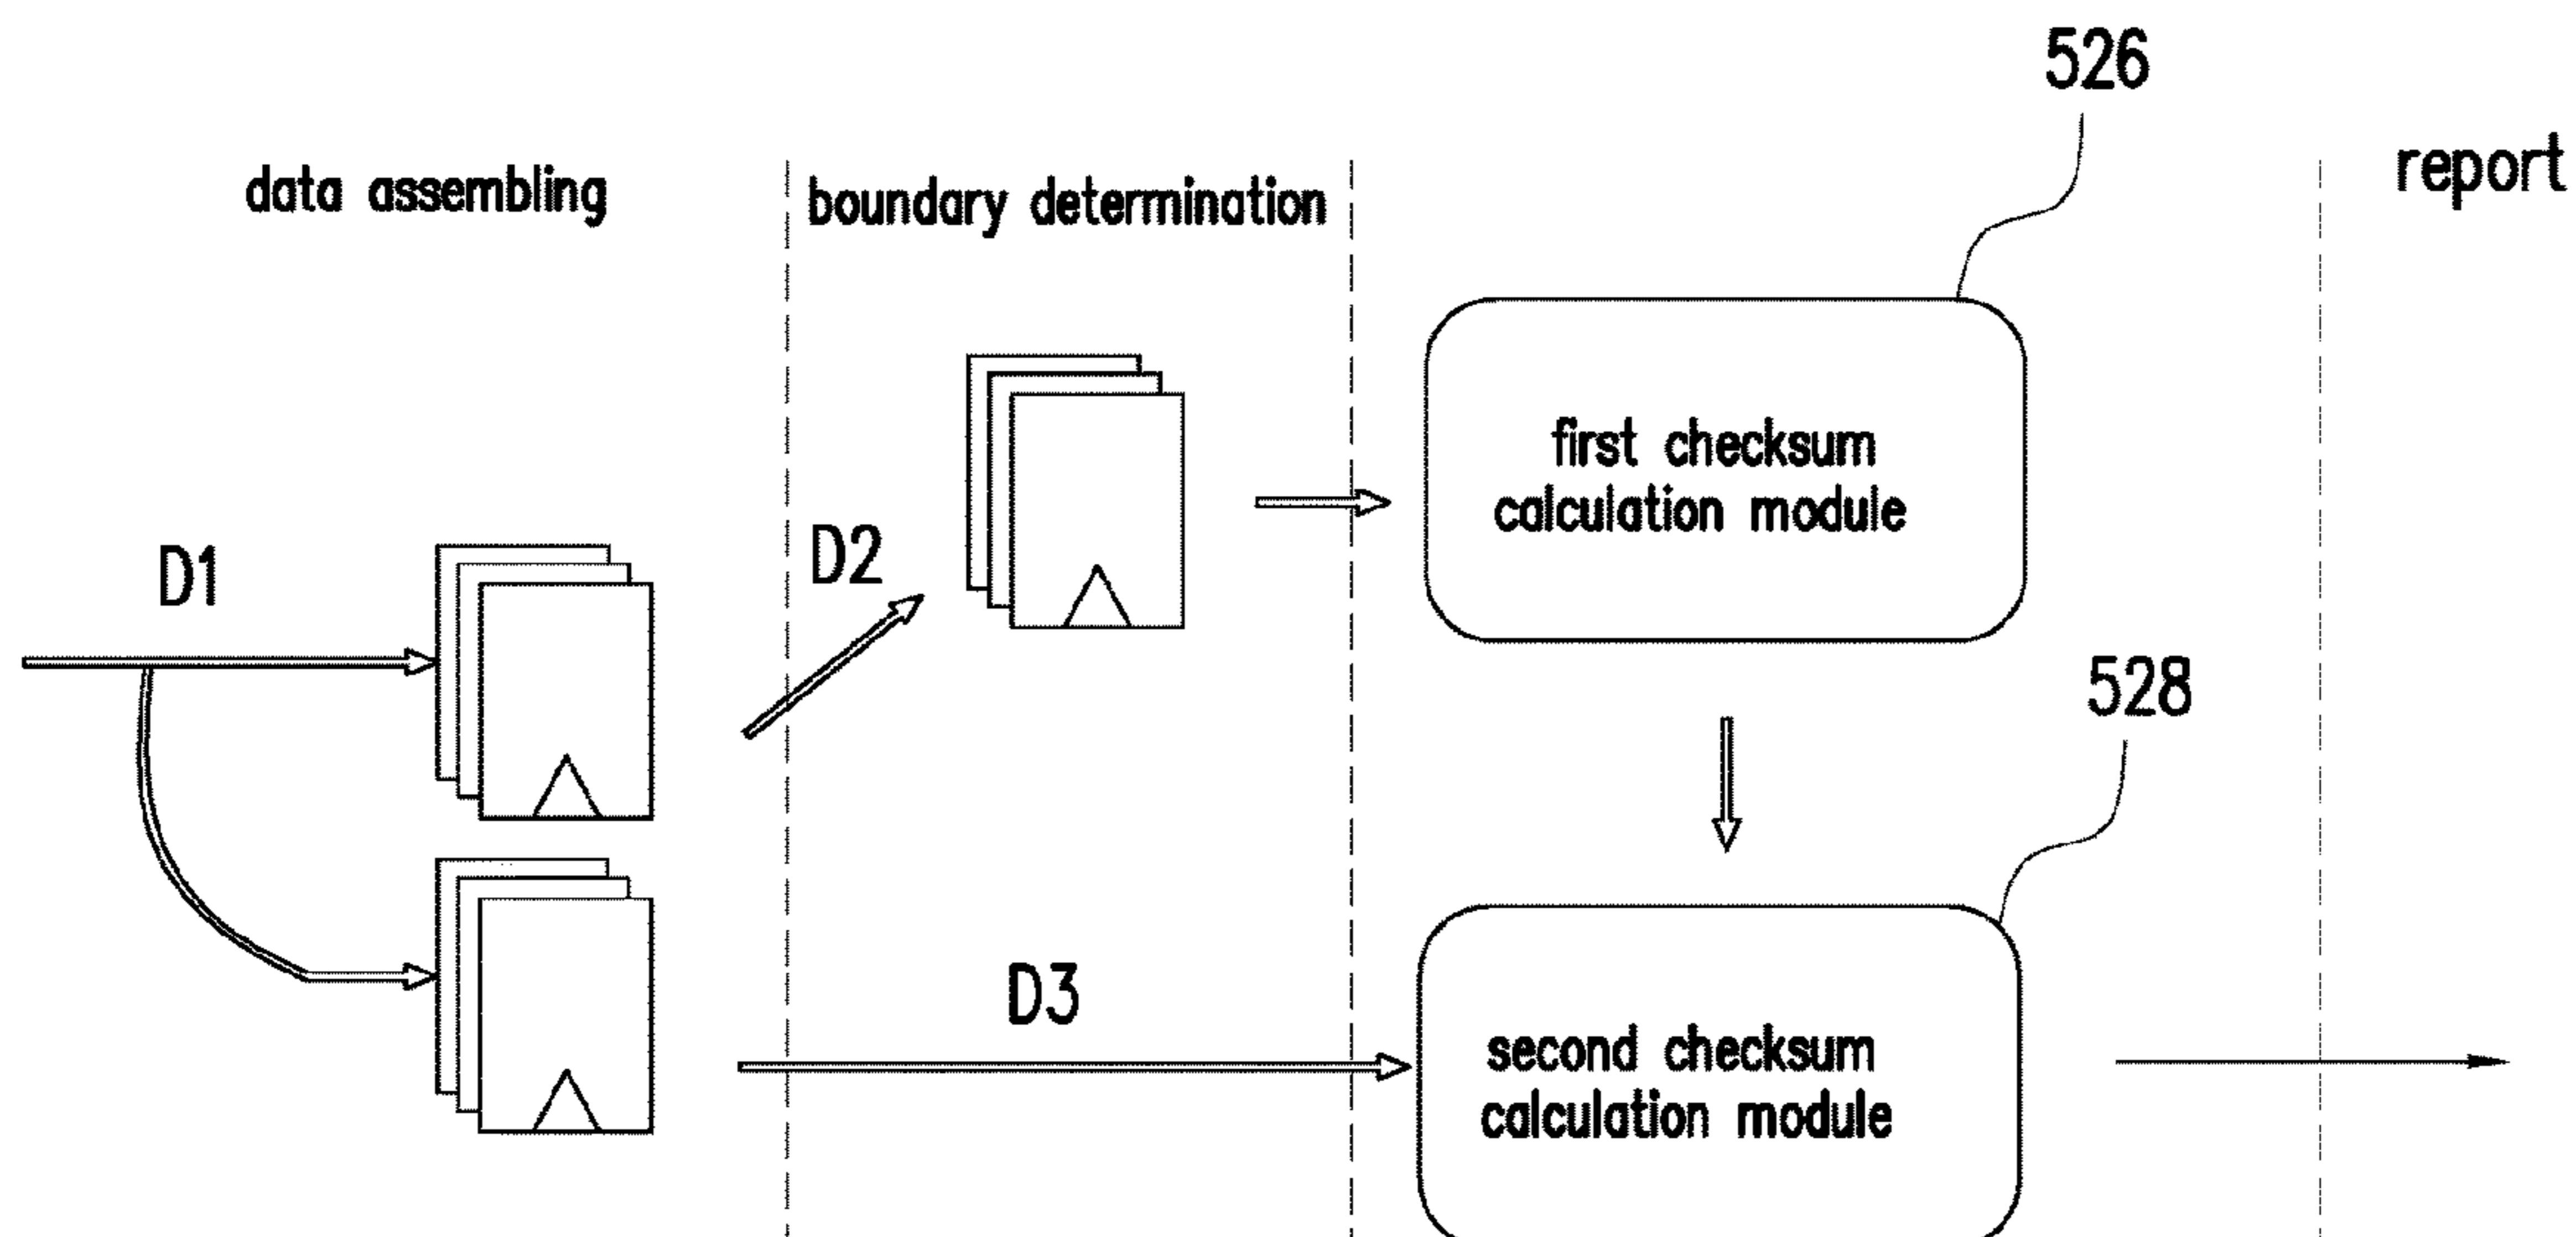 526
data assembling
boundary determination
report
first checksum
calculation module
D1
D2
528
D3
second checksum
calculation module